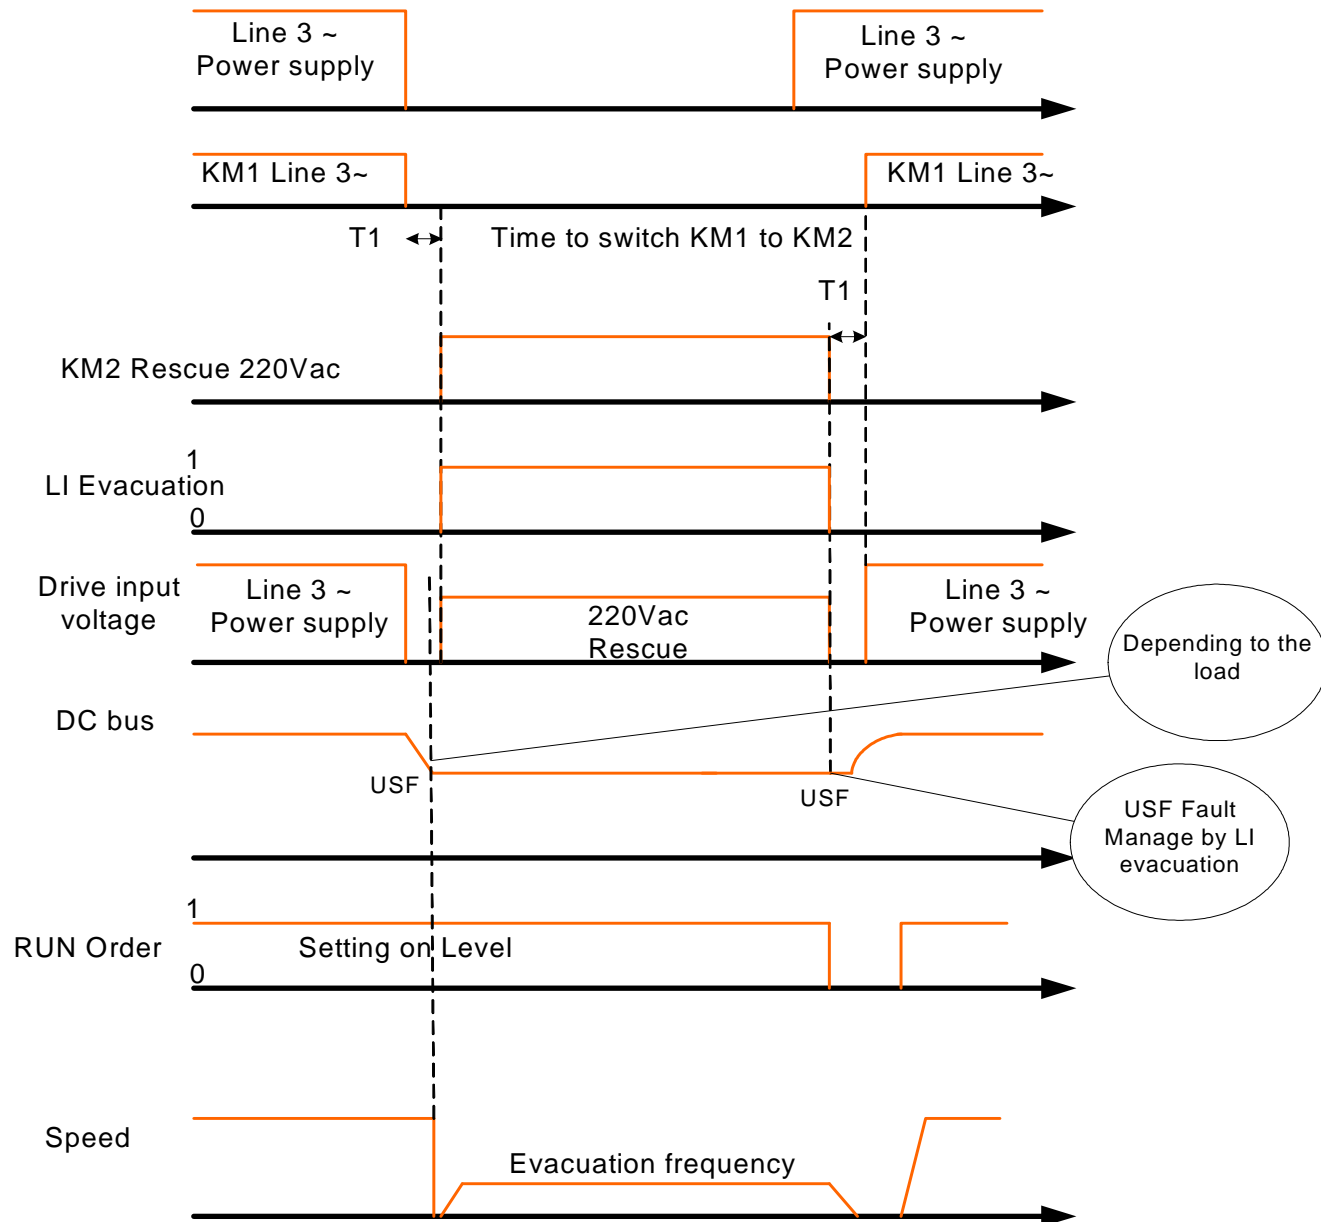 Line 3 ~
Power supply
Line 3 ~
Power supply
KM1 Line 3~
KM1 Line 3~
T1
Time to switch KM1 to KM2
T1
KM2 Rescue 220Vac
1
LI Evacuation
0
Drive input
voltage
Line 3 ~
Power supply
220Vac
Rescue
Line 3 ~
Power supply
Depending to the
load
DC bus
USF
USF
USF Fault
Manage by LI
evacuation
1
RUN Order
Setting on Level
0
Speed
Evacuation frequency